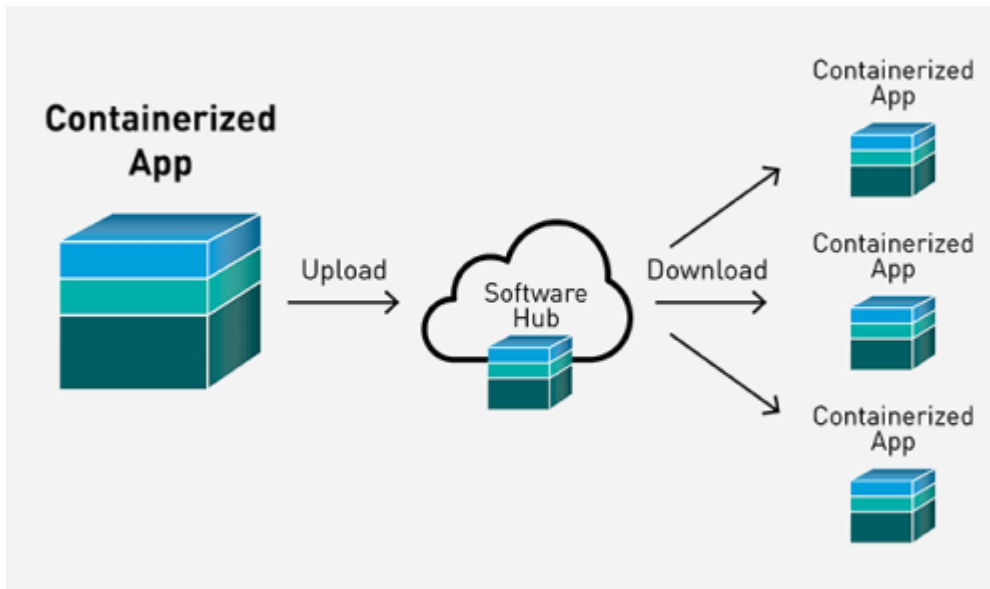 Containerized
App
Upload
Software
Hub
Download
Containerized
App
Containerized
App
Containerized
App